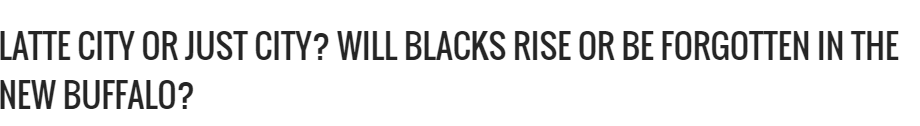 LATTE CITY OR JUST CITY? WILL BLACKS RISE OR BE FORGOTTEN IN THE
NEW BUFFALO?